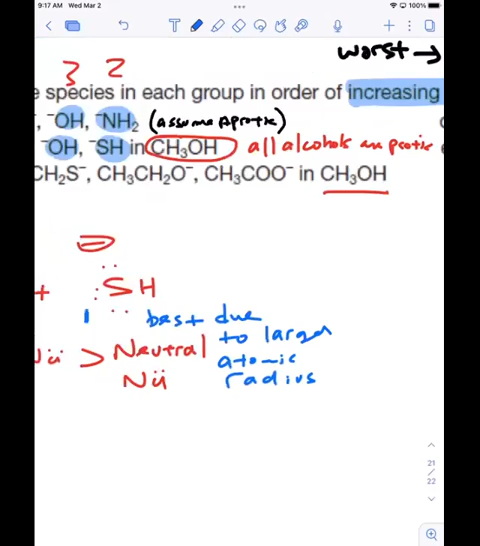 9:17 AM Wed Mar 2
100%
worst →
3 2
e species in each group in order of increasing
, ⁻OH, ⁻NH₂ (assume aprotic)
⁻OH, ⁻SH in CH₃OH all alcohols are protic
CH₂S⁻, CH₃CH₂O⁻, CH₃COO⁻ in CH₃OH
+ :SH
1 best due
to larger
Nü > Neutral
atomic
Nü radius
21
/
22